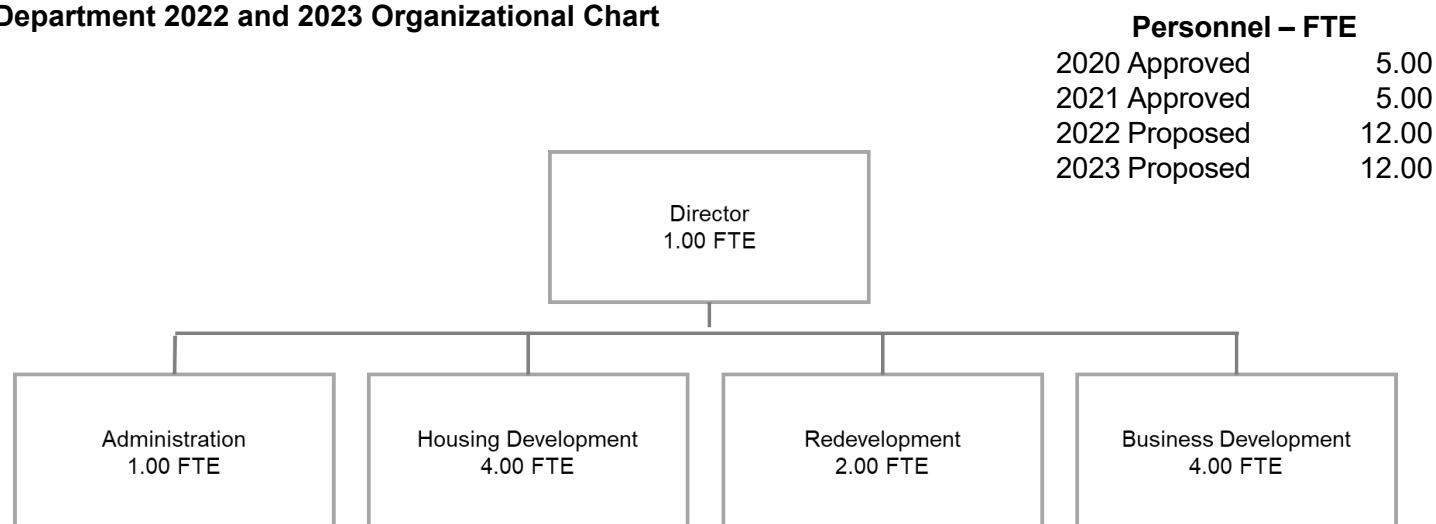 Department 2022 and 2023 Organizational Chart
Personnel – FTE
2020 Approved 5.00
2021 Approved 5.00
2022 Proposed 12.00
2023 Proposed 12.00
Director
1.00 FTE
Administration
1.00 FTE
Housing Development
4.00 FTE
Redevelopment
2.00 FTE
Business Development
4.00 FTE